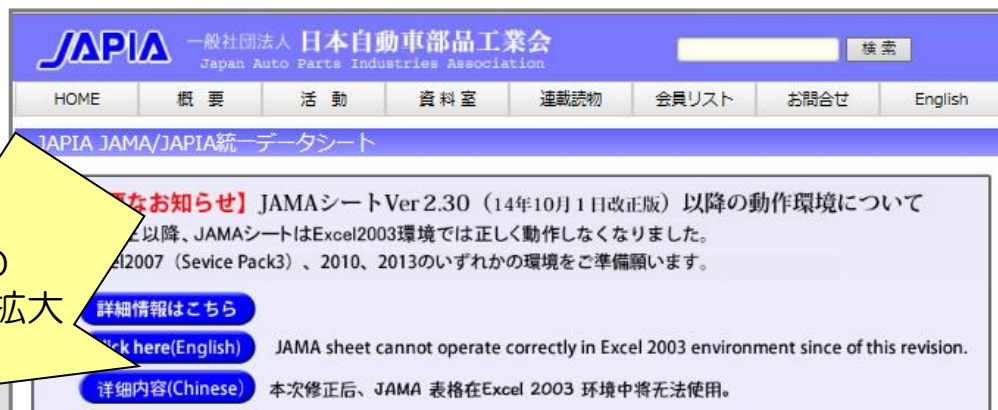 JAPIA 一般社団法人 日本自動車部品工業会
Japan Auto Parts Industries Association
検 索
HOME 概 要 活 動 資 料 室 連載読物 会員リスト お問合せ English
JAPIA JAMA/JAPIA統一データシート
なお知らせ】JAMAシートVer 2.30（14年10月1日改正版）以降の動作環境について
以降、JAMAシートはExcel2003環境では正しく動作しなくなりました。
2007（Sevice Pack3）、2010、2013のいずれかの環境をご準備願います。
の
拡大
詳細情報はこちら
here(English) JAMA sheet cannot operate correctly in Excel 2003 environment since of this revision.
详细内容(Chinese) 本次修正后、JAMA 表格在Excel 2003 环境中将无法使用。